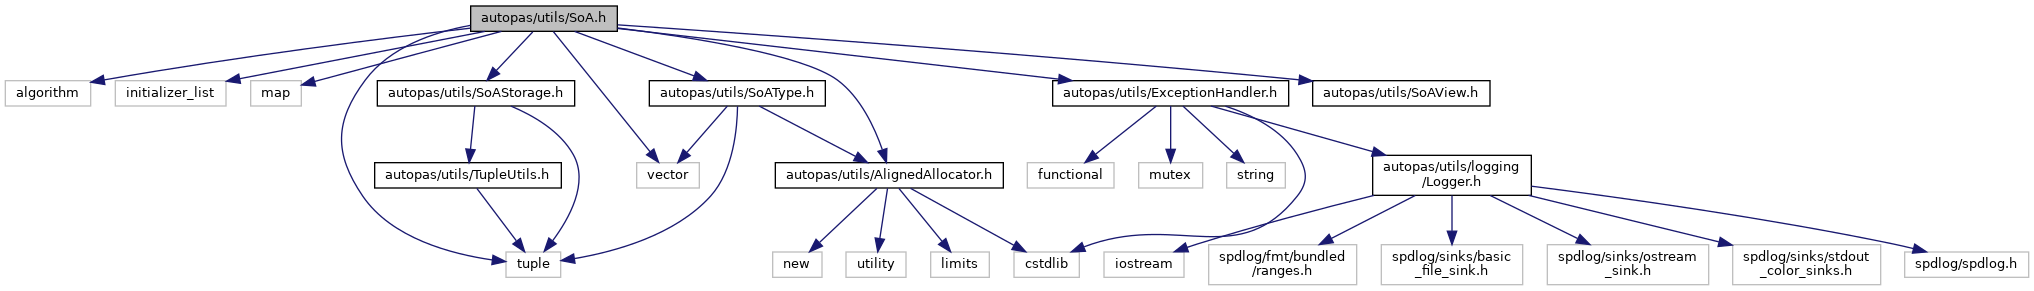 autopas/utils/SoA.h
algorithm
initializer_list
map
autopas/utils/SoAStorage.h
autopas/utils/SoAType.h
autopas/utils/ExceptionHandler.h
autopas/utils/SoAView.h
autopas/utils/TupleUtils.h
vector
autopas/utils/AlignedAllocator.h
functional
mutex
string
autopas/utils/logging
/Logger.h
tuple
new
utility
limits
cstdlib
iostream
spdlog/fmt/bundled
/ranges.h
spdlog/sinks/basic
_file_sink.h
spdlog/sinks/ostream
_sink.h
spdlog/sinks/stdout
_color_sinks.h
spdlog/spdlog.h